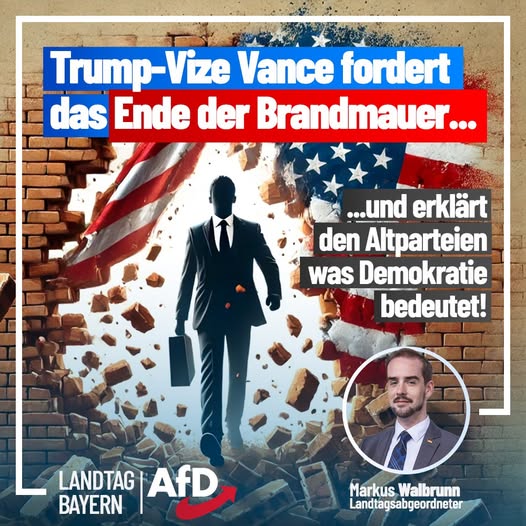 Trump-Vize Vance fordert
das Ende der Brandmauer...
...und erklärt
den Altparteien
was Demokratie
bedeutet!
LANDTAG
BAYERN
AfD
Markus Walbrunn
Landtagsabgeordneter